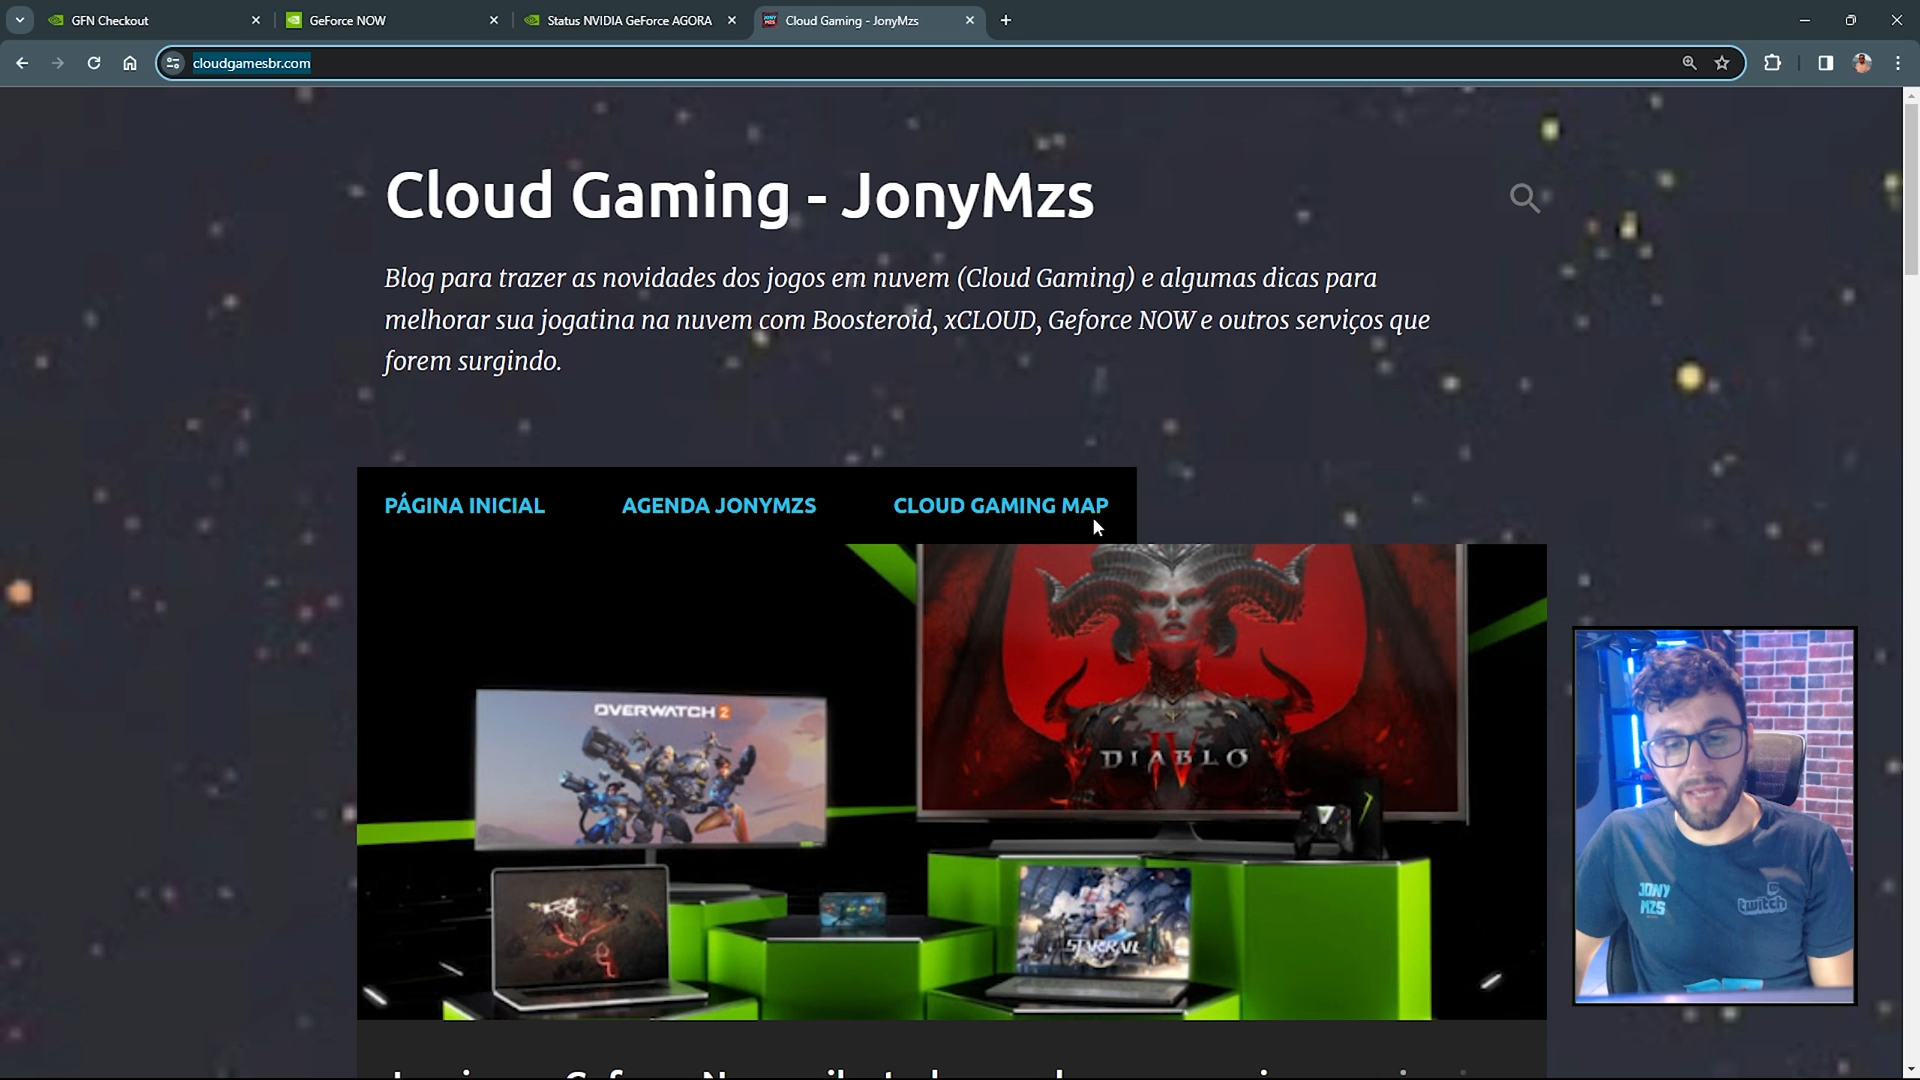 GFN Checkout
GeForce NOW
Status NVIDIA GeForce AGORA
Cloud Gaming - JonyMzs
cloudgamesbr.com
Cloud Gaming - JonyMzs
Blog para trazer as novidades dos jogos em nuvem (Cloud Gaming) e algumas dicas para
melhorar sua jogatina na nuvem com Boosteroid, xCLOUD, Geforce NOW e outros serviços que
forem surgindo.
PÁGINA INICIAL
AGENDA JONYMZS
CLOUD GAMING MAP
OVERWATCH 2
DIABLO
IV
STARRAIL
JONY
MZS
twitch